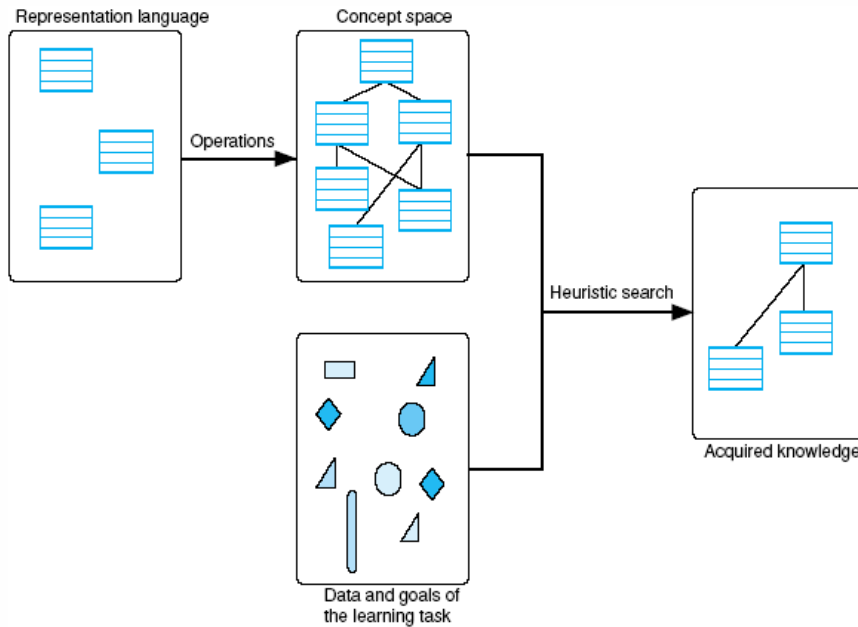 Representation language
Concept space
Operations
Heuristic search
Acquired knowledge
Data and goals of
the learning task